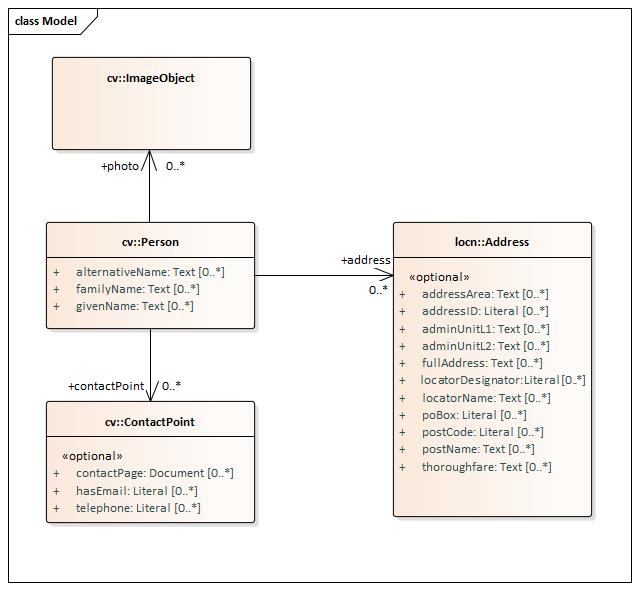 class Model
cv::ImageObject
+photo 0..*
cv::Person
+ alternativeName: Text [0..*]
+ familyName: Text [0..*]
+ givenName: Text [0..*]
+address
0..*
locn::Address
«optional»
+ addressArea: Text [0..*]
+ addressID: Literal [0..*]
+ adminUnitL1: Text [0..*]
+ adminUnitL2: Text [0..*]
+ fullAddress: Text [0..*]
+ locatorDesignator:Literal[0..*]
+ locatorName: Text [0..*]
+ poBox: Literal [0..*]
+ postCode: Literal [0..*]
+ postName: Text [0..*]
+ thoroughfare: Text [0..*]
+contactPoint 0..*
cv::ContactPoint
«optional»
+ contactPage: Document [0..*]
+ hasEmail: Literal [0..*]
+ telephone: Literal [0..*]